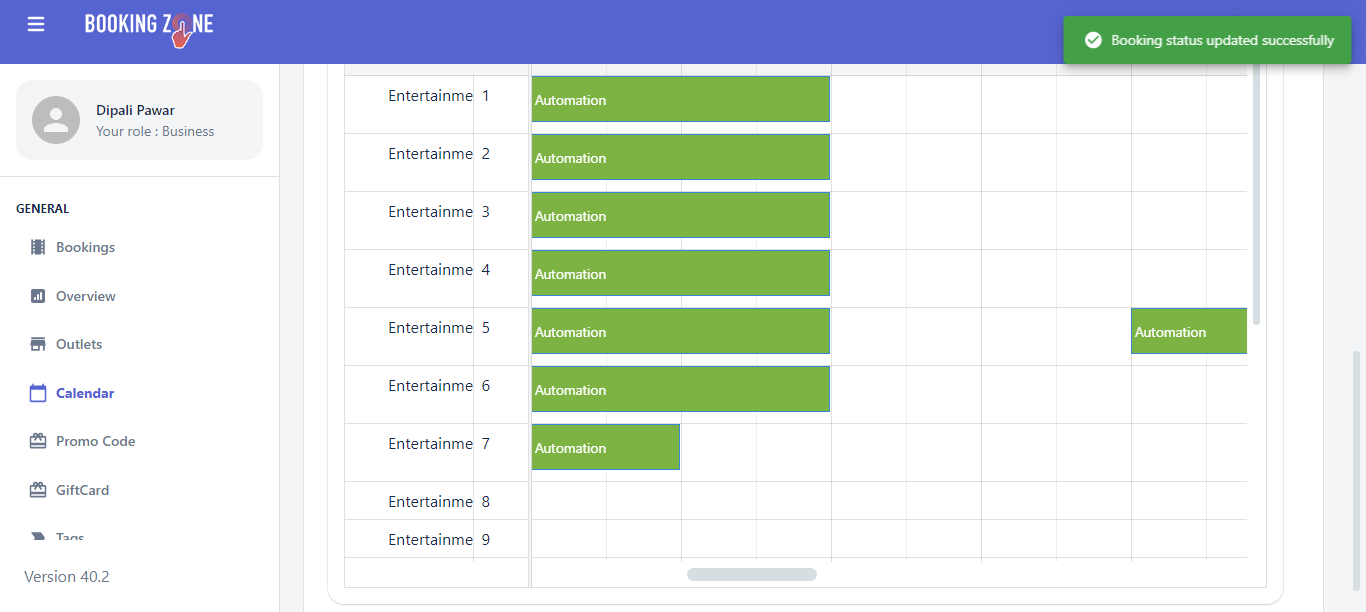 BOOKING ZONE
Booking status updated successfully
Dipali Pawar
Your role : Business
GENERAL
Bookings
Overview
Outlets
Calendar
Promo Code
GiftCard
Tags
Version 40.2
Entertainme 1 Automation
Entertainme 2 Automation
Entertainme 3 Automation
Entertainme 4 Automation
Entertainme 5 Automation Automation
Entertainme 6 Automation
Entertainme 7 Automation
Entertainme 8
Entertainme 9